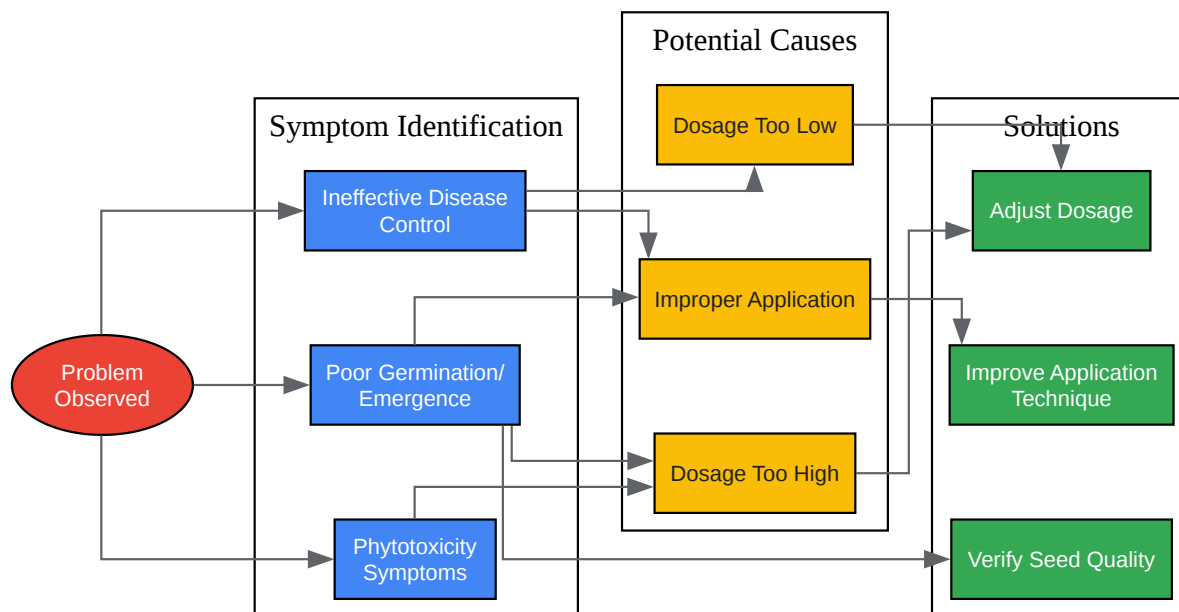 Potential Causes
Symptom Identification
Solutions
Dosage Too Low
Ineffective Disease
Control
Adjust Dosage
Improper Application
Problem
Observed
Poor Germination/
Emergence
Improve Application
Technique
Dosage Too High
Phytotoxicity
Symptoms
Verify Seed Quality